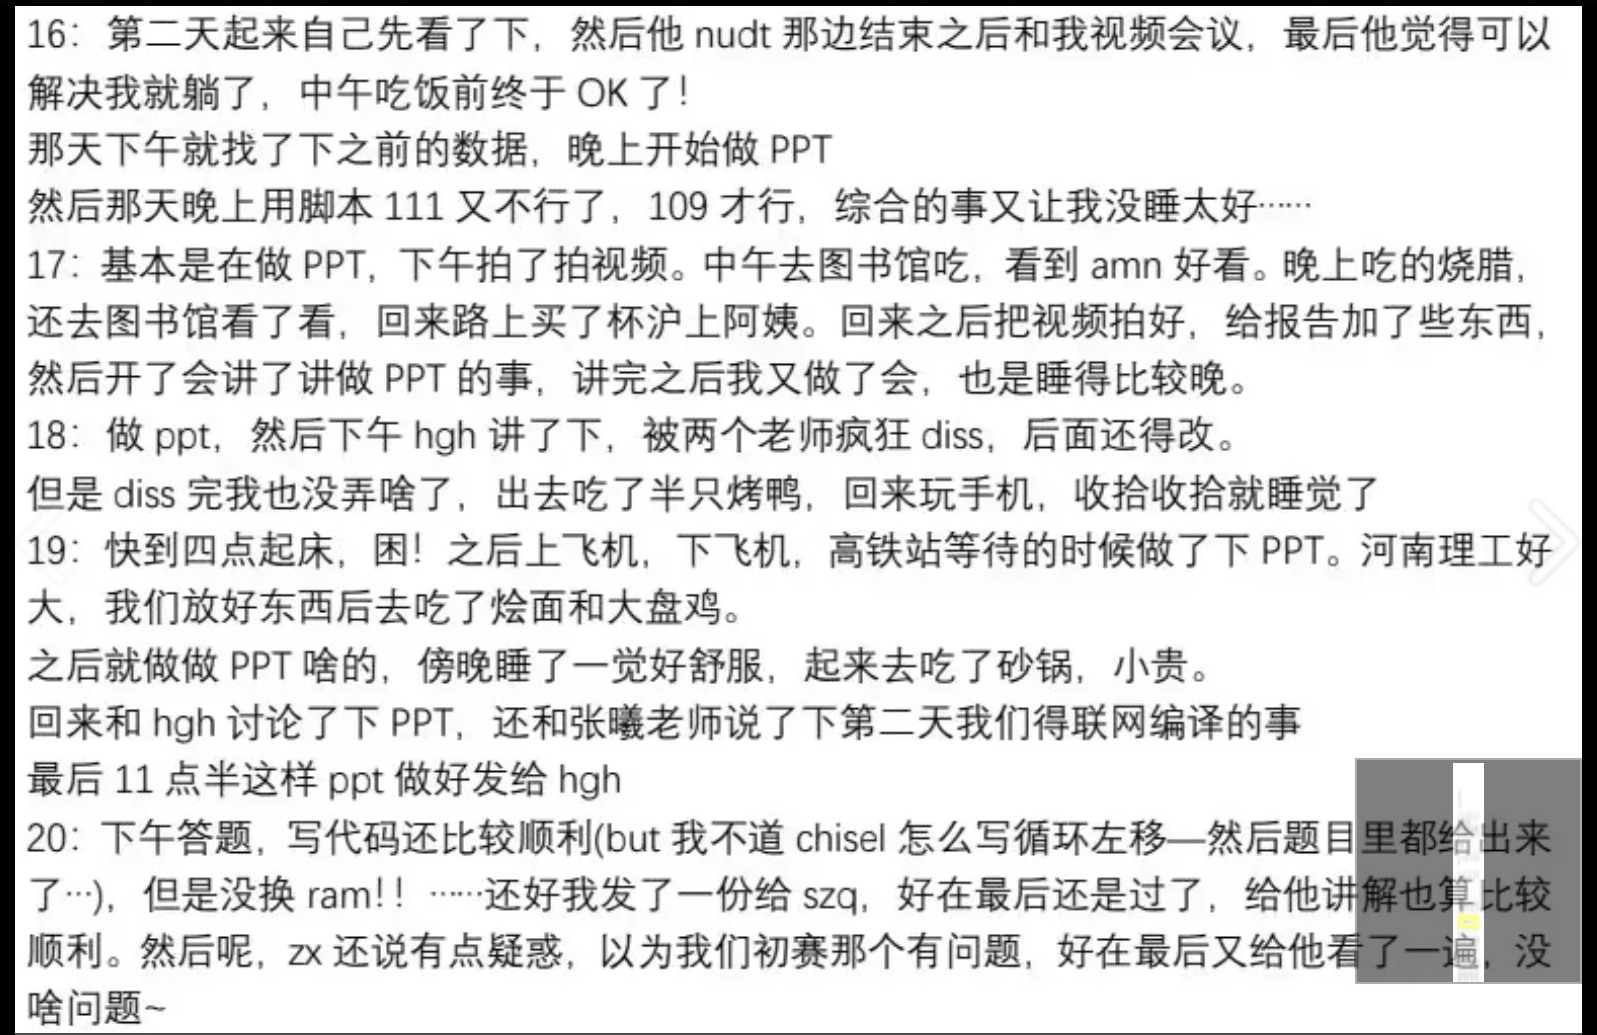 16：第二天起来自己先看了下，然后他 nudt 那边结束之后和我视频会议，最后他觉得可以
解决我就躺了，中午吃饭前终于 OK 了！
那天下午就找了下之前的数据，晚上开始做 PPT
然后那天晚上用脚本 111 又不行了，109 才行，综合的事又让我没睡太好……
17：基本是在做 PPT，下午拍了拍视频。中午去图书馆吃，看到 amn 好看。晚上吃的烧腊，
还去图书馆看了看，回来路上买了杯沪上阿姨。回来之后把视频拍好，给报告加了些东西，
然后开了会讲了讲做 PPT 的事，讲完之后我又做了会，也是睡得比较晚。
18：做 ppt，然后下午 hgh 讲了下，被两个老师疯狂 diss，后面还得改。
但是 diss 完我也没弄啥了，出去吃了半只烤鸭，回来玩手机，收拾收拾就睡觉了
19：快到四点起床，困！之后上飞机，下飞机，高铁站等待的时候做了下 PPT。河南理工好
大，我们放好东西后去吃了烩面和大盘鸡。
之后就做做 PPT 啥的，傍晚睡了一觉好舒服，起来去吃了砂锅，小贵。
回来和 hgh 讨论了下 PPT，还和张曦老师说了下第二天我们得联网编译的事
最后 11 点半这样 ppt 做好发给 hgh
20：下午答题，写代码还比较顺利(but 我不道 chisel 怎么写循环左移—然后题目里都给出来
了…)，但是没换 ram！！……还好我发了一份给 szq，好在最后还是过了，给他讲解也算比较
顺利。然后呢，zx 还说有点疑惑，以为我们初赛那个有问题，好在最后又给他看了一遍，没
啥问题~